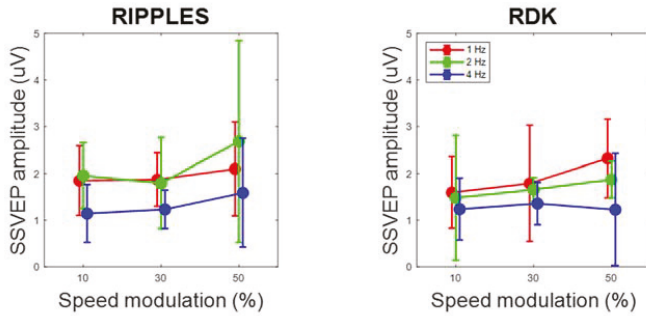 RIPPLES
SSVEP amplitude (uV)
5
4
3
2
1
0
10 30 50
Speed modulation (%)
RDK
1 Hz
2 Hz
4 Hz
SSVEP amplitude (uV)
5
4
3
2
1
0
10 30 50
Speed modulation (%)